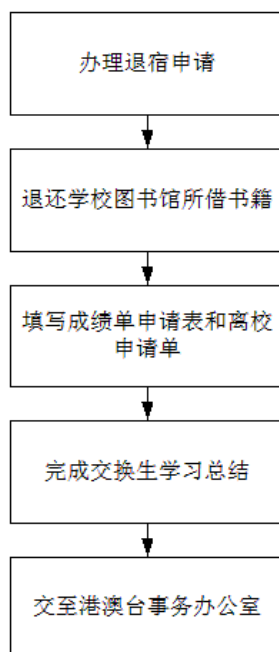 办理退宿申请
退还学校图书馆所借书籍
填写成绩单申请表和离校
申请单
完成交换生学习总结
交至港澳台事务办公室